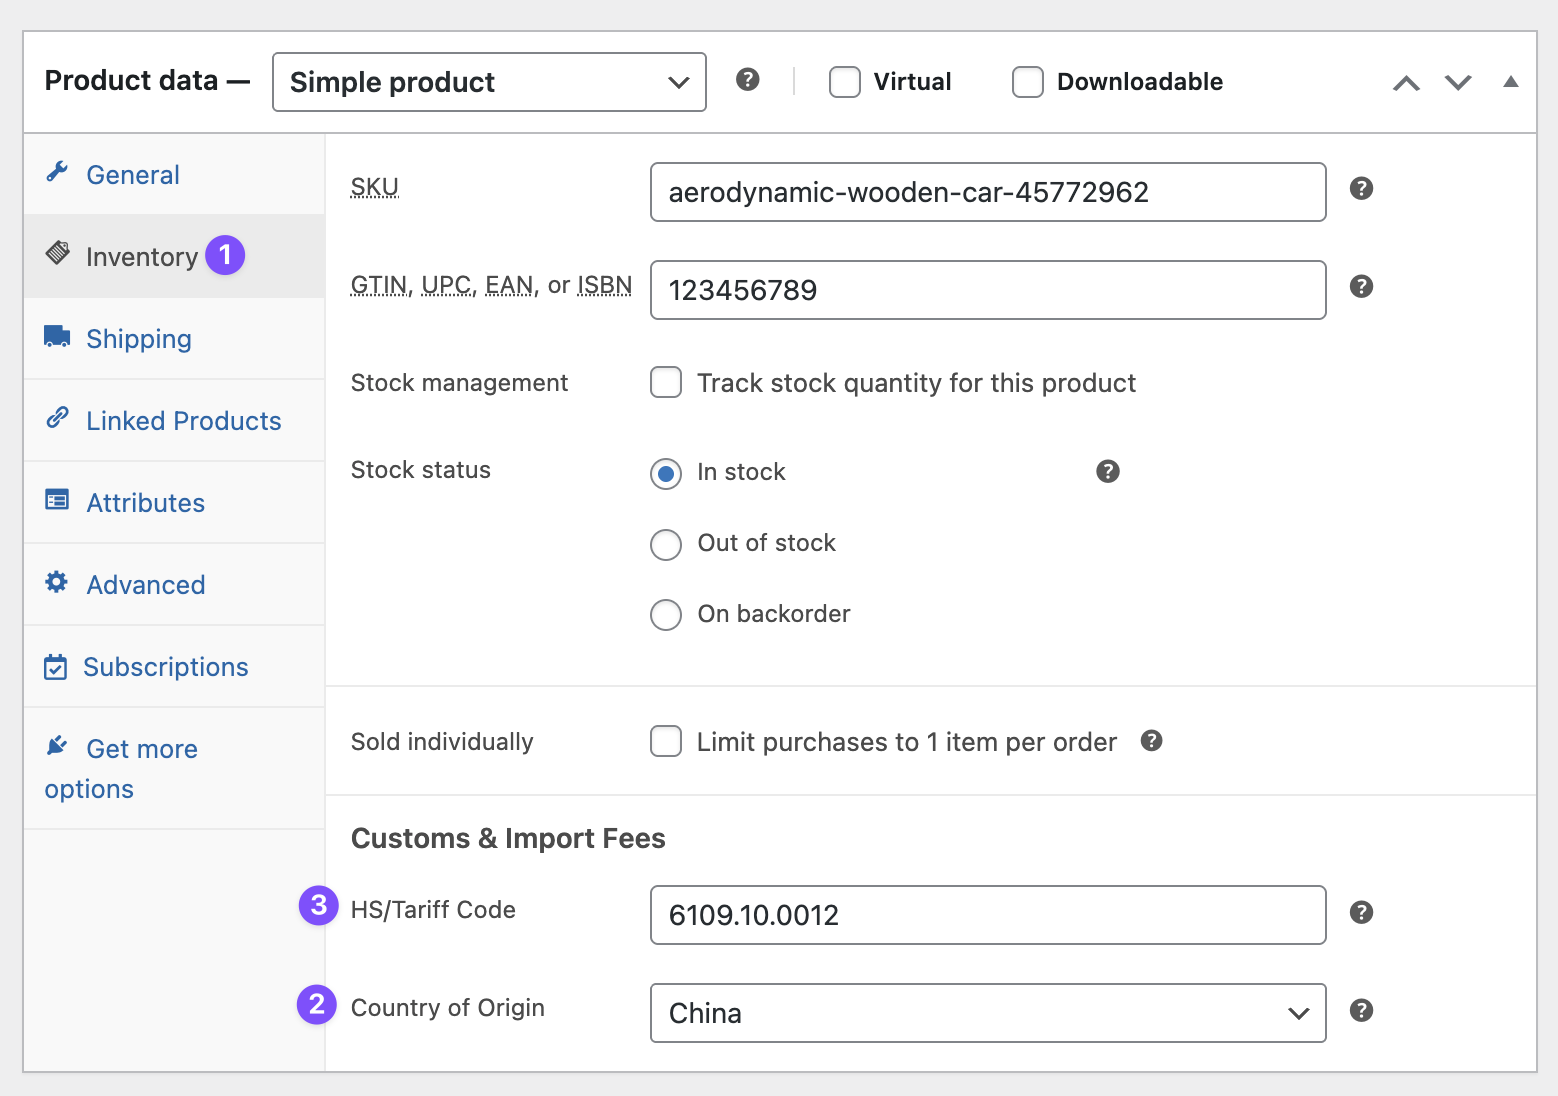 Product data — Simple product ? Virtual Downloadable
General
Inventory 1
Shipping
Linked Products
Attributes
Advanced
Subscriptions
Get more
options
SKU aerodynamic-wooden-car-45772962 ?
GTIN, UPC, EAN, or ISBN 123456789 ?
Stock management Track stock quantity for this product
Stock status In stock ?
Out of stock
On backorder
Sold individually Limit purchases to 1 item per order ?
Customs & Import Fees
3 HS/Tariff Code 6109.10.0012 ?
2 Country of Origin China ?